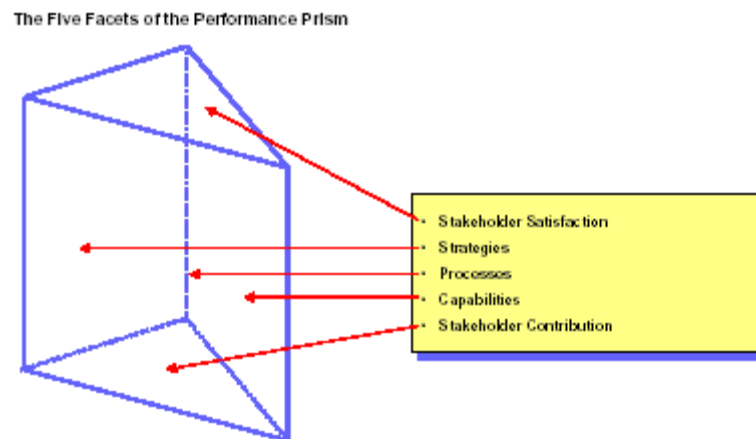 The Five Facets of the Performance Prism
Stakeholder Satisfaction
Strategies
Processes
Capabilities
Stakeholder Contribution